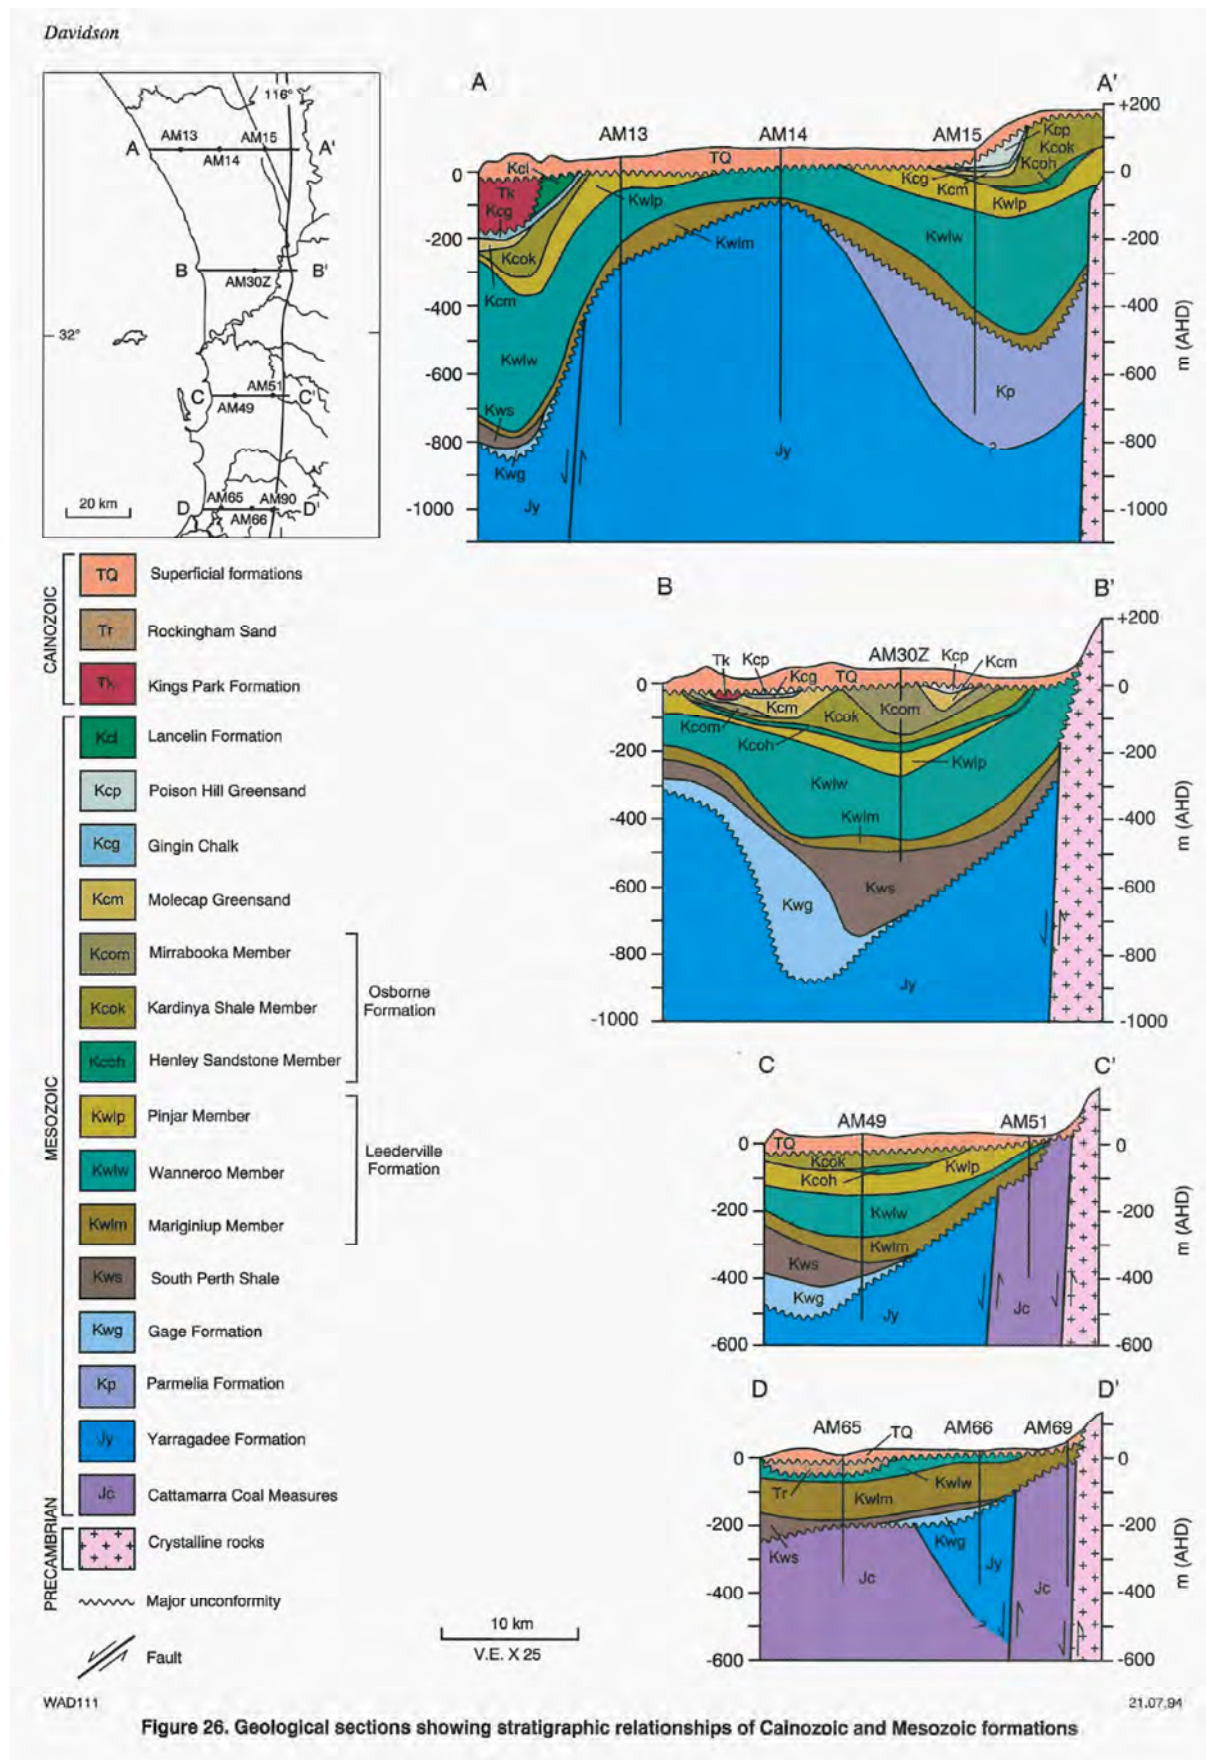 Davidson
116°
AM13
AM15
A
A'
AM14
B
B'
AM30Z
32°
AM51
C
C'
AM49
AM65
AM90
D
D'
AM66
20 km
A
A'
+200
AM13
AM14
AM15
TQ
Kcp
Kcok
Kcoh
Kcl
Tk
Kcg
Kcg
Kcm
Kwlp
Kwlp
Kcok
Kcm
Kwlm
Kwlw
Kwlw
Kws
Kwg
Kp
?
Jy
Jy
0
-200
-400
-600
-800
-1000
0
-200
-400
-600
-800
-1000
m (AHD)
CAINOZOIC
TQ Superficial formations
Tr Rockingham Sand
Tk Kings Park Formation
MESOZOIC
Kcl Lancelin Formation
Kcp Poison Hill Greensand
Kcg Gingin Chalk
Kcm Molecap Greensand
Kcom Mirrabooka Member
Kcok Kardinya Shale Member
Kcoh Henley Sandstone Member
Osborne
Formation
Kwlp Pinjar Member
Kwlw Wanneroo Member
Kwlm Mariginiup Member
Leederville
Formation
Kws South Perth Shale
Kwg Gage Formation
Kp Parmelia Formation
Jy Yarragadee Formation
Jc Cattamarra Coal Measures
PRECAMBRIAN
Crystalline rocks
Major unconformity
Fault
B
B'
+200
Tk
Kcp
Kcg
TQ
AM30Z
Kcp
Kcm
Kcm
Kcom
Kcok
Kcom
Kcoh
Kwlp
Kwlw
Kwlm
Kws
Kwg
Jy
0
-200
-400
-600
-800
-1000
0
-200
-400
-600
-800
-1000
m (AHD)
C
C'
AM49
AM51
TQ
Kcok
Kcoh
Kwlp
Kwlw
Kwlm
Kws
Kwg
Jy
Jc
0
-200
-400
-600
0
-200
-400
-600
m (AHD)
D
D'
AM65
TQ
AM66
AM69
Tr
Kwlm
Kwlw
Kws
Kwg
Jc
Jy
Jc
0
-200
-400
-600
0
-200
-400
-600
m (AHD)
10 km
V.E. X 25
WAD111
21.07.94
Figure 26. Geological sections showing stratigraphic relationships of Cainozoic and Mesozoic formations